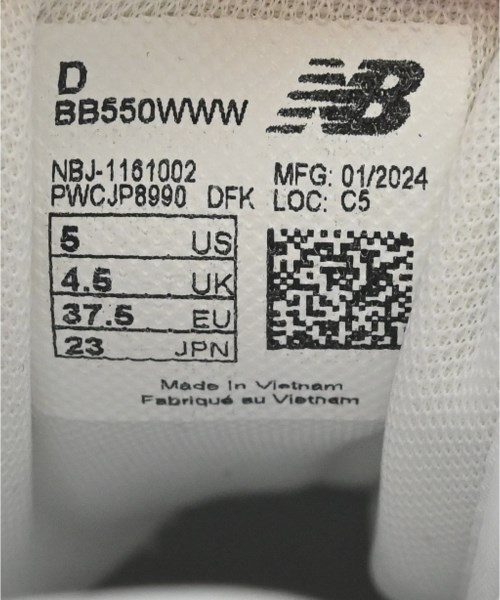 D
BB550WWW
NB
NBJ-1161002
PWCJP8990 DFK
MFG: 01/2024
LOC: C5
5 US
4.5 UK
37.5 EU
23 JPN
Made in Vietnam
Fabriqué au Vietnam